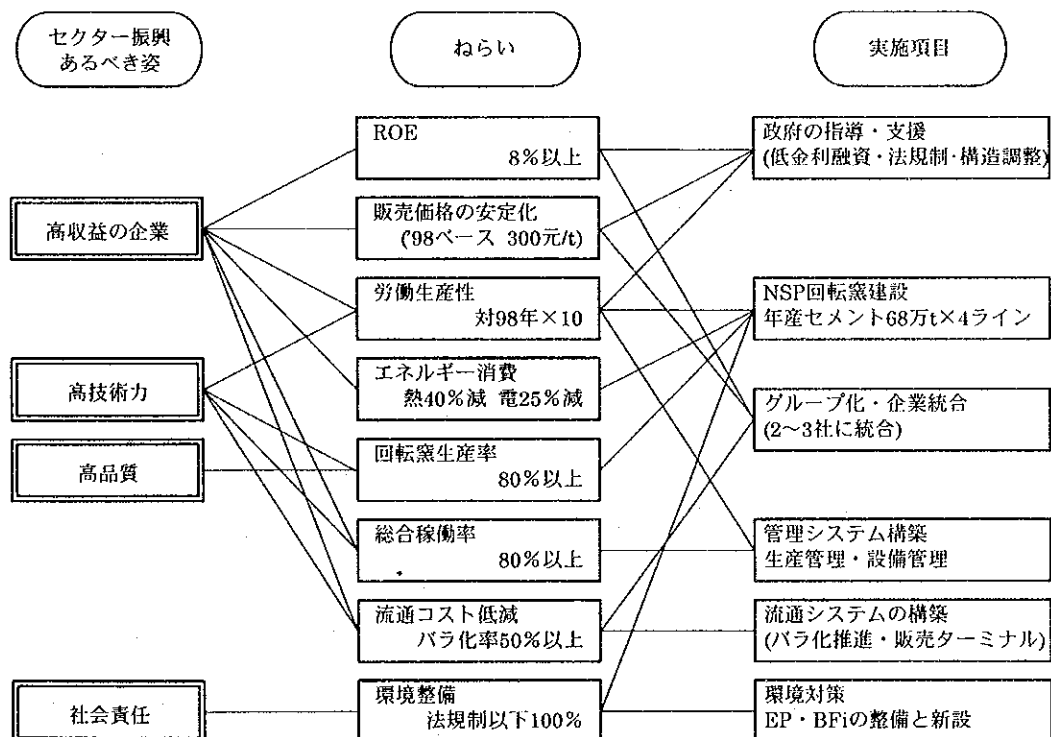 セクター振興
あるべき姿
ねらい
実施項目
高収益の企業
高技術力
高品質
社会責任
ROE
8%以上
販売価格の安定化
('98ベース 300元/t)
労働生産性
対98年×10
エネルギー消費
熱40%減 電25%減
回転窯生産率
80%以上
総合稼働率
80%以上
流通コスト低減
バラ化率50%以上
環境整備
法規制以下100%
政府の指導・支援
(低金利融資・法規制・構造調整)
NSP回転窯建設
年産セメント68万t×4ライン
グループ化・企業統合
(2〜3社に統合)
管理システム構築
生産管理・設備管理
流通システムの構築
(バラ化推進・販売ターミナル)
環境対策
EP・BFiの整備と新設